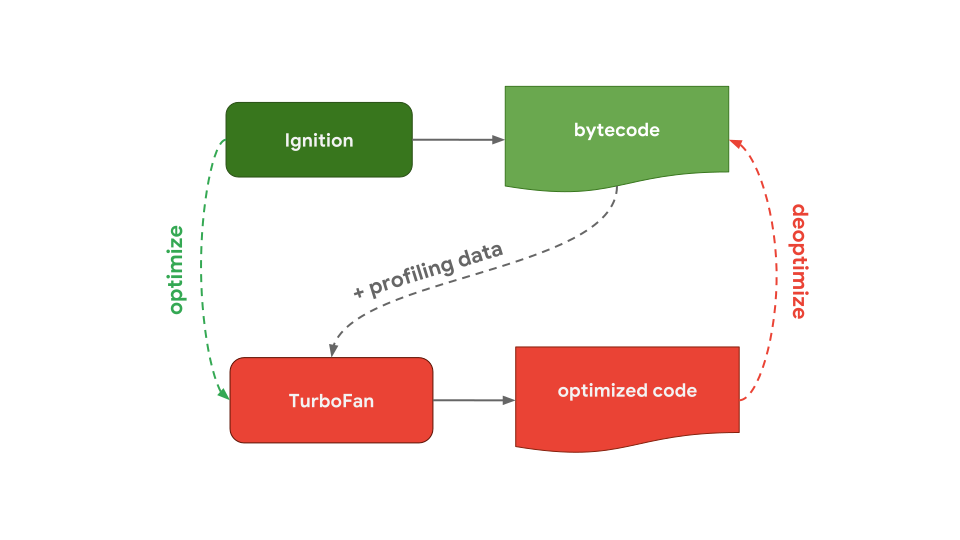 Ignition
bytecode
optimize
+ profiling data
deoptimize
TurboFan
optimized code